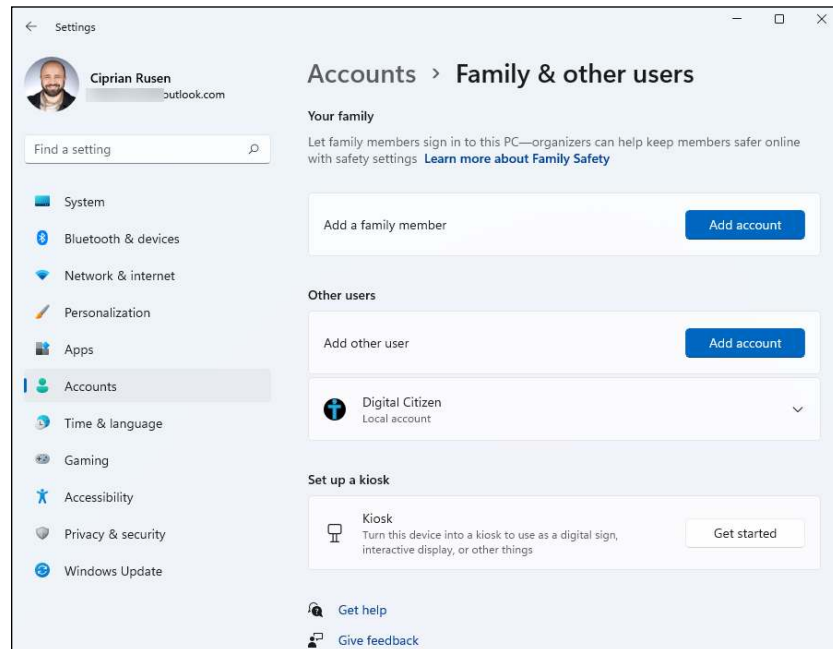 Settings
Ciprian Rusen
outlook.com
Find a setting
System
Bluetooth & devices
Network & internet
Personalization
Apps
Accounts
Time & language
Gaming
Accessibility
Privacy & security
Windows Update
Accounts > Family & other users
Your family
Let family members sign in to this PC—organizers can help keep members safer online
with safety settings Learn more about Family Safety
Add a family member
Add account
Other users
Add other user
Add account
Digital Citizen
Local account
Set up a kiosk
Kiosk
Turn this device into a kiosk to use as a digital sign,
interactive display, or other things
Get started
Get help
Give feedback